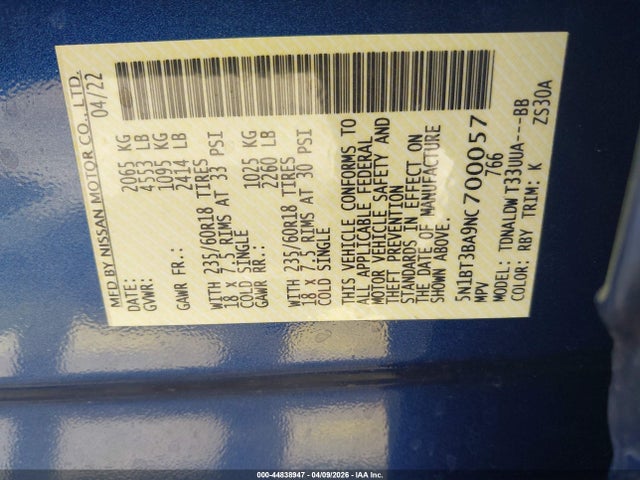 MFD BY NISSAN MOTOR CO., LTD.
DATE: 04/22
GVWR: 2065 KG
4553 LB
GAWR FR: 1095 KG
2414 LB
WITH 235/60R18 TIRES
18 X 7.5 RIMS AT 33 PSI
COLD SINGLE
GAWR RR: 1025 KG
2260 LB
WITH 235/60R18 TIRES
18 X 7.5 RIMS AT 30 PSI
COLD SINGLE
THIS VEHICLE CONFORMS TO
ALL APPLICABLE FEDERAL
MOTOR VEHICLE SAFETY AND
THEFT PREVENTION
STANDARDS IN EFFECT ON
THE DATE OF MANUFACTURE
SHOWN ABOVE.
5N1BT3BA9NC700057
MPV 766
MODEL: TDNALDW T33UUA---BB
COLOR: RBY TRIM: K ZS30A
000-44838947 - 04/09/2026 - IAA Inc.